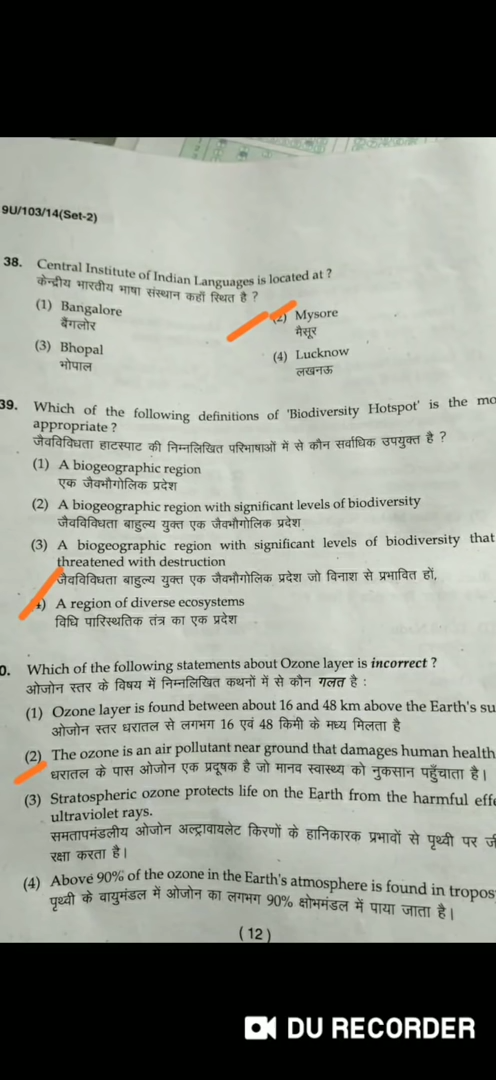 9U/103/14(Set-2)
38. Central Institute of Indian Languages is located at ?
केन्द्रीय भारतीय भाषा संस्थान कहाँ स्थित है ?
(1) Bangalore
बैंगलोर
(2) Mysore
मैसूर
(3) Bhopal
भोपाल
(4) Lucknow
लखनऊ
39. Which of the following definitions of 'Biodiversity Hotspot' is the mo
appropriate ?
जैवविविधता हाटस्पाट की निम्नलिखित परिभाषाओं में से कौन सर्वाधिक उपयुक्त है ?
(1) A biogeographic region
एक जैवभौगोलिक प्रदेश
(2) A biogeographic region with significant levels of biodiversity
जैवविविधता बाहुल्य युक्त एक जैवभौगोलिक प्रदेश
(3) A biogeographic region with significant levels of biodiversity that
threatened with destruction
जैवविविधता बाहुल्य युक्त एक जैवभौगोलिक प्रदेश जो विनाश से प्रभावित हों,
A region of diverse ecosystems
विधि पारिस्थतिक तंत्र का एक प्रदेश
0. Which of the following statements about Ozone layer is incorrect ?
ओजोन स्तर के विषय में निम्नलिखित कथनों में से कौन गलत है :
(1) Ozone layer is found between about 16 and 48 km above the Earth's su
ओजोन स्तर धरातल से लगभग 16 एवं 48 किमी के मध्य मिलता है
(2) The ozone is an air pollutant near ground that damages human health
धरातल के पास ओजोन एक प्रदूषक है जो मानव स्वास्थ्य को नुकसान पहुँचाता है।
(3) Stratospheric ozone protects life on the Earth from the harmful effe
ultraviolet rays.
समतापमंडलीय ओजोन अल्ट्रावायलेट किरणों के हानिकारक प्रभावों से पृथ्वी पर जी
रक्षा करता है।
(4) Above 90% of the ozone in the Earth's atmosphere is found in tropos
पृथ्वी के वायुमंडल में ओजोन का लगभग 90% क्षोभमंडल में पाया जाता है।
(12)
DU RECORDER